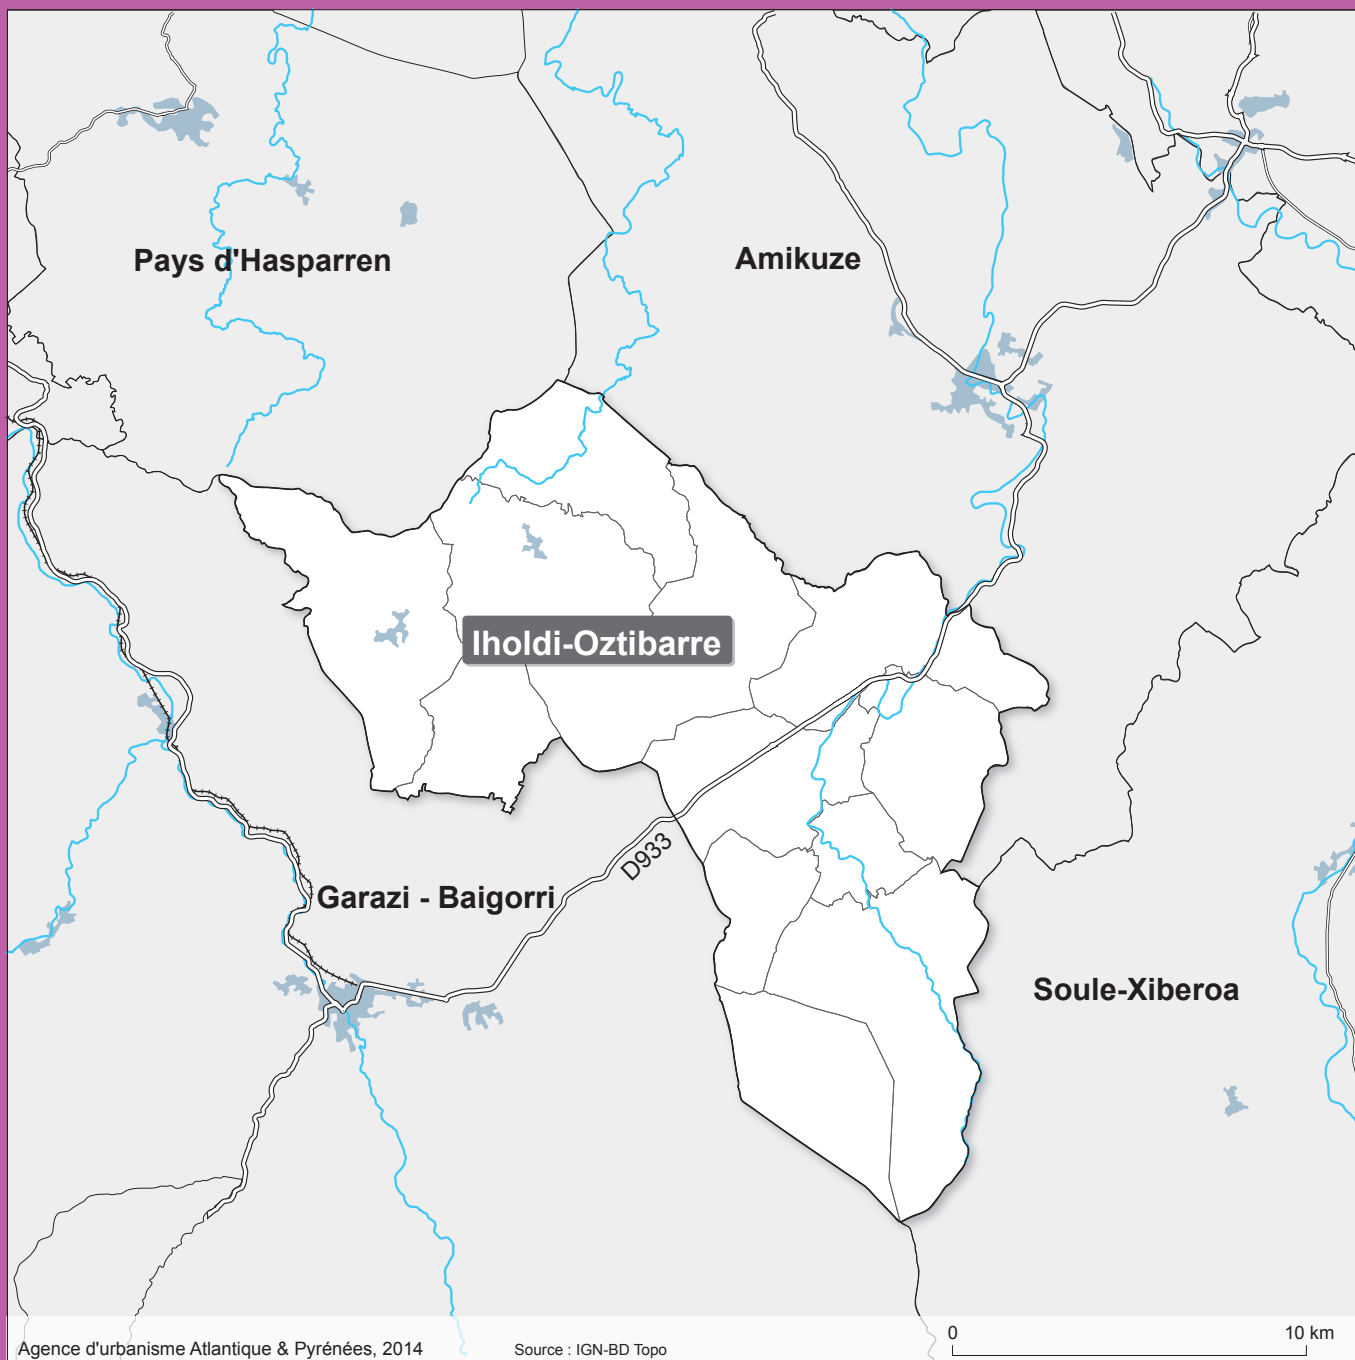 Pays d'Hasparren
Amikuze
Iholdi-Oztibarre
D933
Garazi - Baigorri
Soule-Xiberoa
0 10 km
Agence d'urbanisme Atlantique & Pyrénées, 2014
Source : IGN-BD Topo